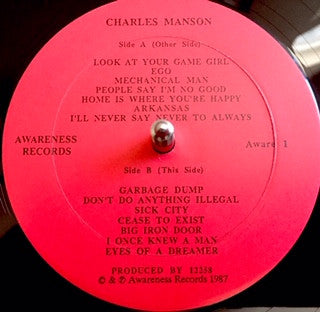 CHARLES MANSON
Side A (Other Side)
LOOK AT YOUR GAME GIRL
EGO
MECHANICAL MAN
PEOPLE SAY I'M NO GOOD
HOME IS WHERE YOU'RE HAPPY
ARKANSAS
I'LL NEVER SAY NEVER TO ALWAYS
AWARENESS
RECORDS
Aware 1
Side B (This Side)
GARBAGE DUMP
DON'T DO ANYTHING ILLEGAL
SICK CITY
CEASE TO EXIST
BIG IRON DOOR
I ONCE KNEW A MAN
EYES OF A DREAMER
PRODUCED BY 12258
© & ℗ Awareness Records 1987